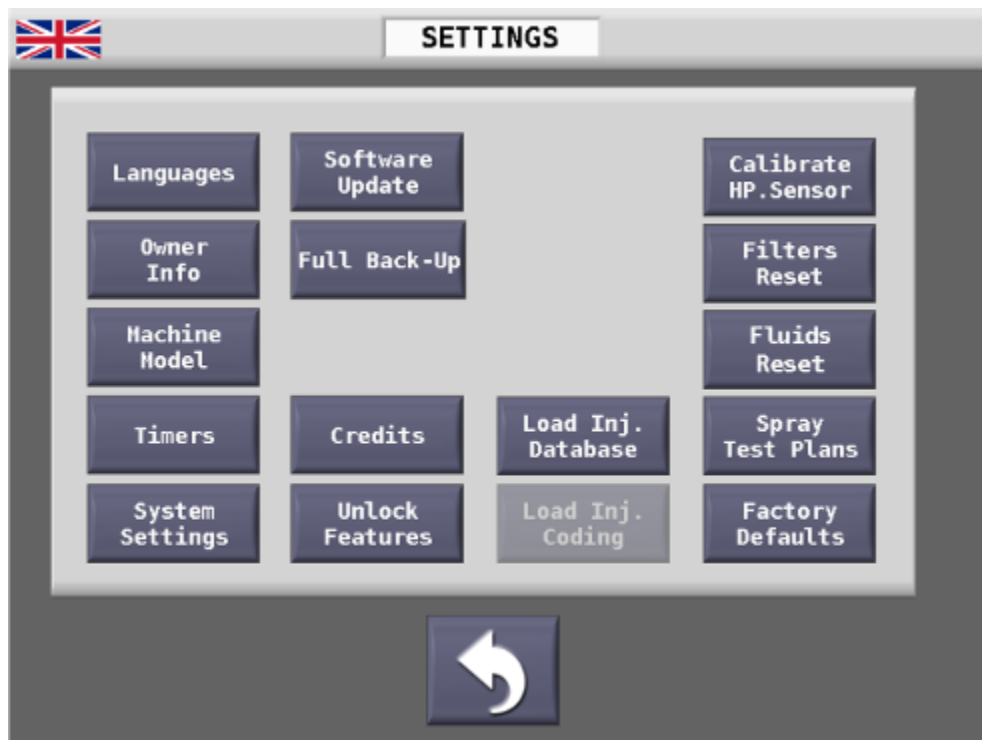 SETTINGS
Languages
Software
Update
Calibrate
HP.Sensor
Owner
Info
Full Back-Up
Filters
Reset
Machine
Model
Fluids
Reset
Timers
Credits
Load Inj.
Database
Spray
Test Plans
System
Settings
Unlock
Features
Load Inj.
Coding
Factory
Defaults